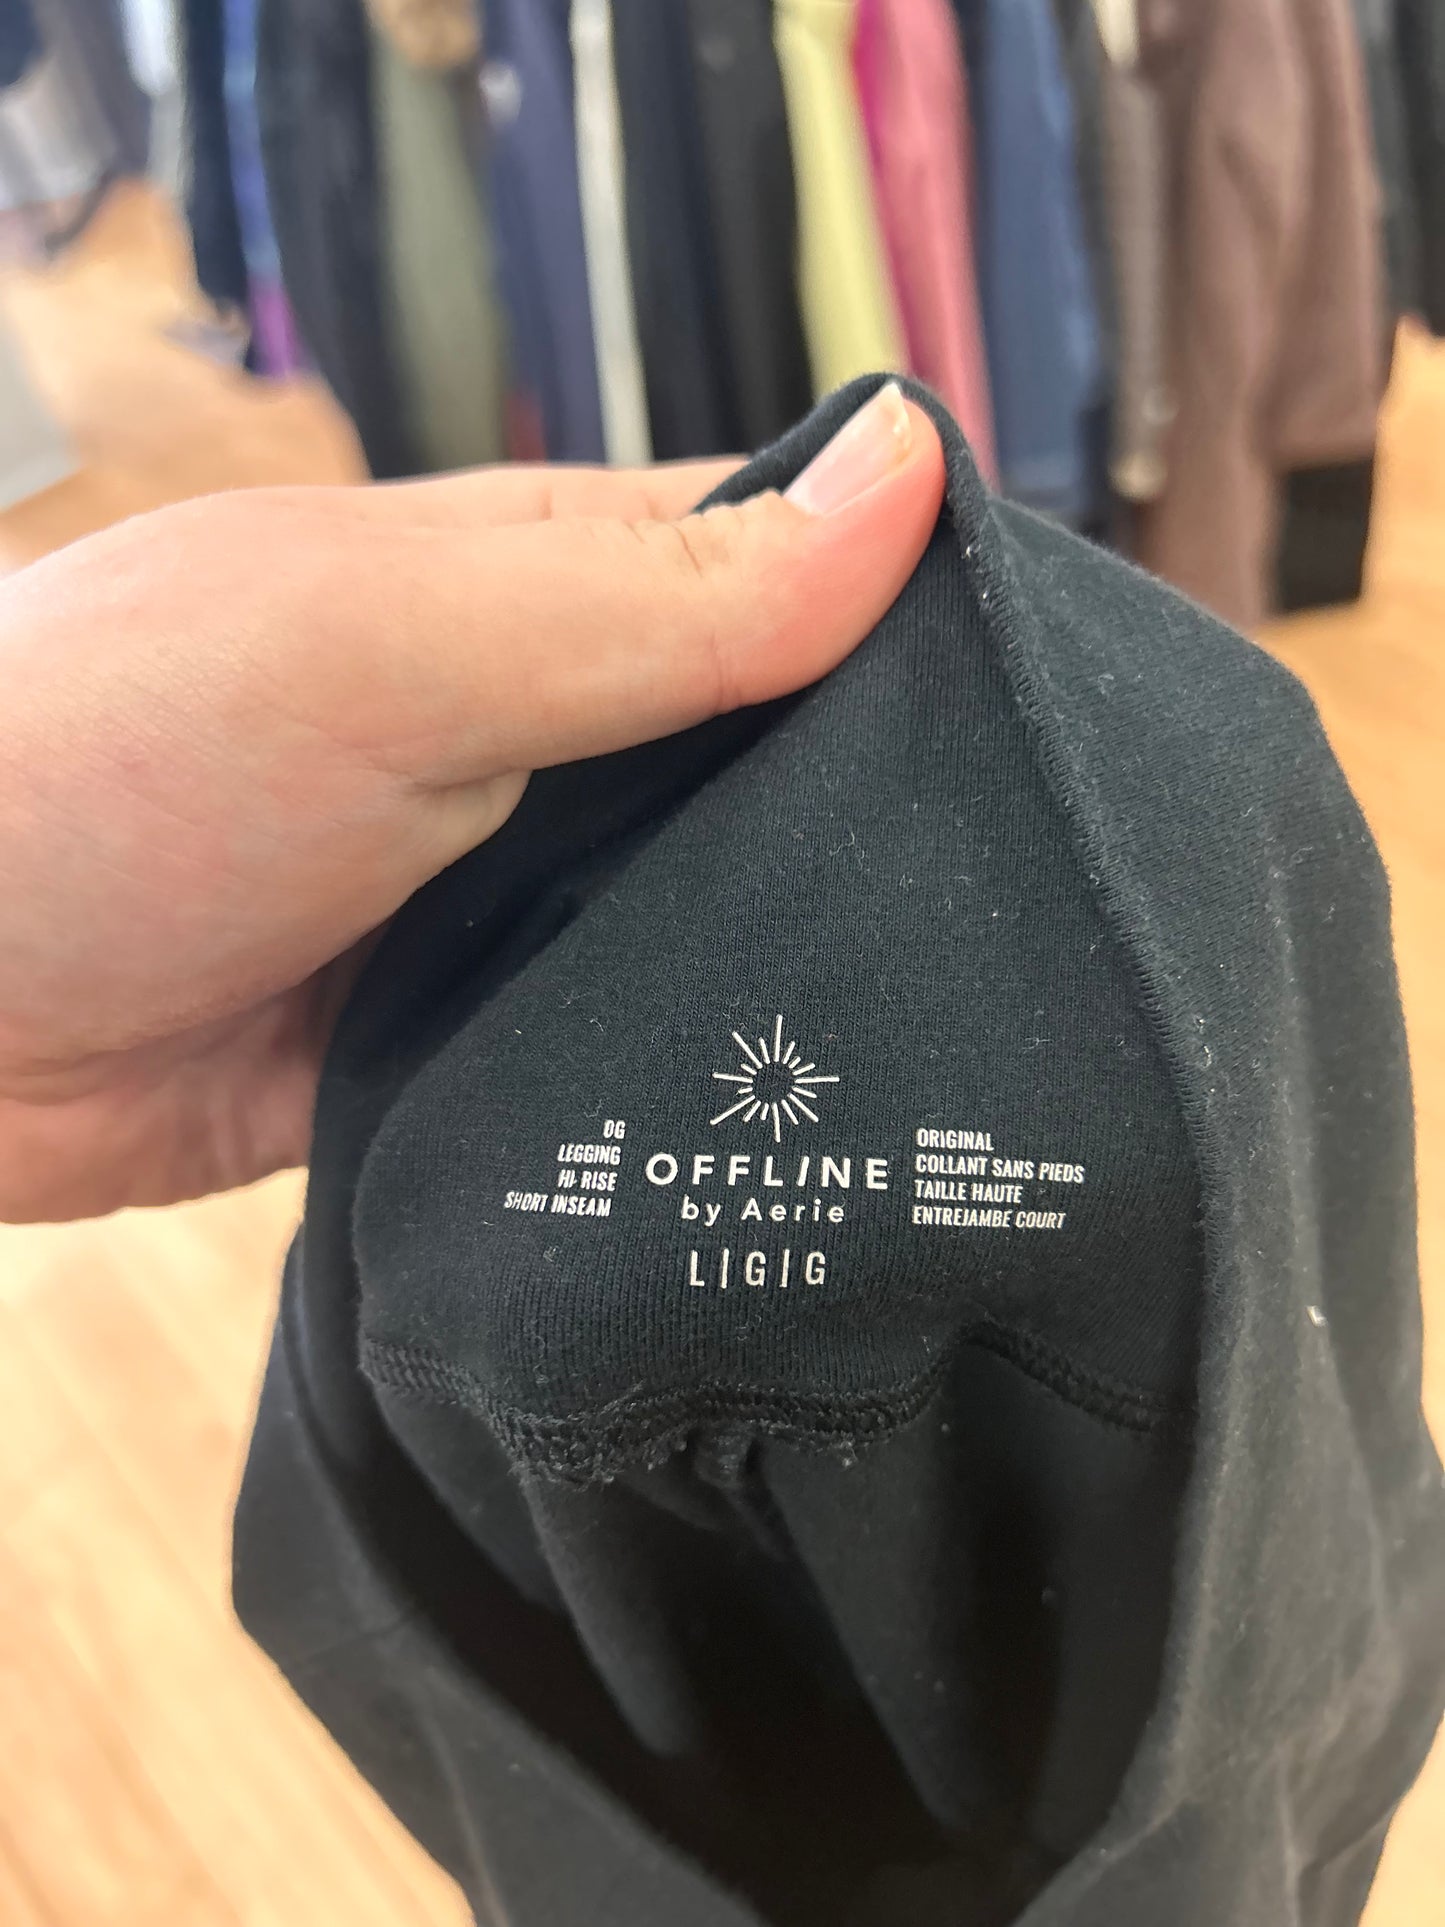 OG
LEGGING
HI-RISE
SHORT INSEAM
OFFLINE
by Aerie
L|G|G
ORIGINAL
COLLANT SANS PIEDS
TAILLE HAUTE
ENTREJAMBE COURT